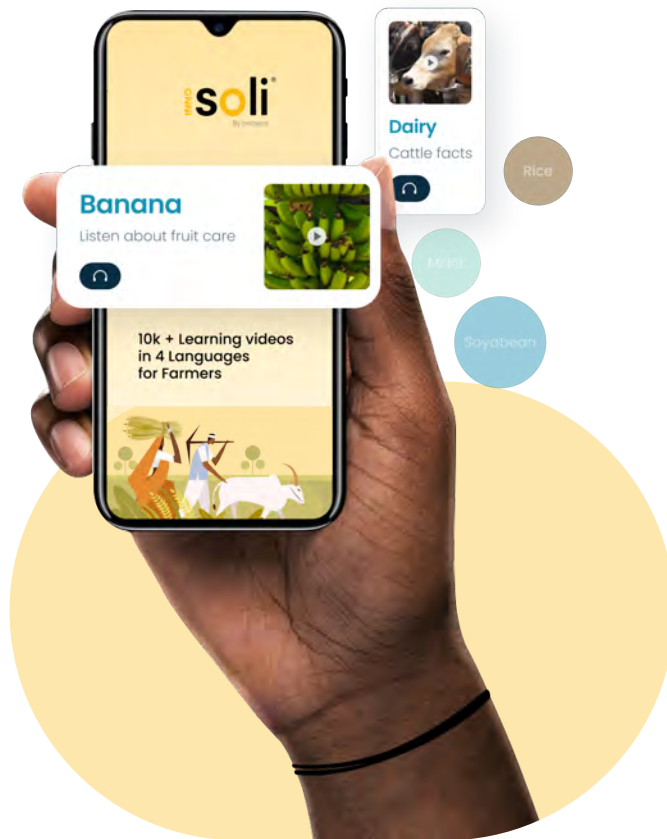 INNO
soli
Banana
Listen about fruit care
10k + Learning videos
in 4 Languages
for Farmers
Dairy
Cattle facts
Rice
Soyabean